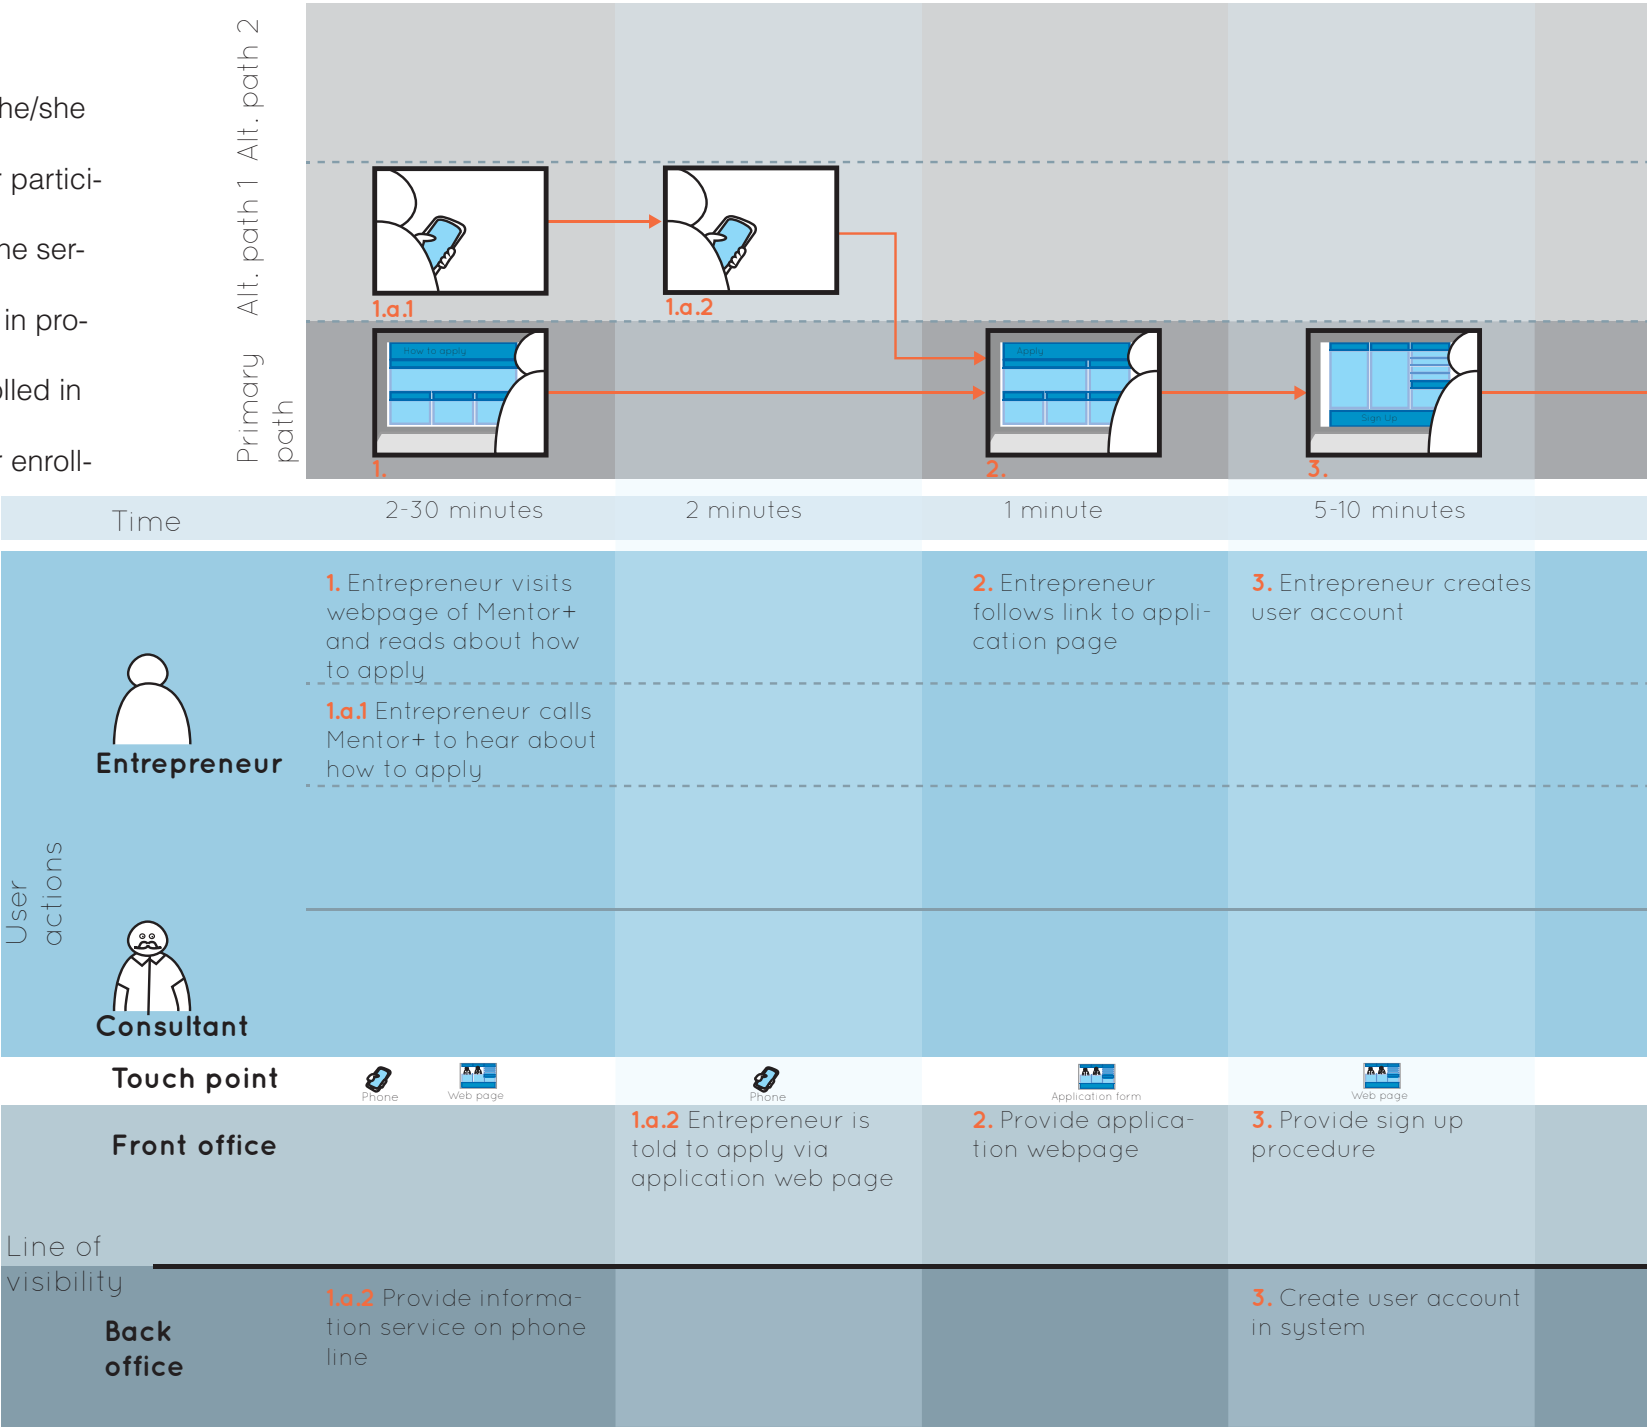 he/she
r partici-
he ser-
in pro-
olled in
r enroll-
Alt. path 2
Alt. path 1
Primary
path
1.a.1
1.a.2
How to apply
Apply
Sign Up
1.
2.
3.
Time
2-30 minutes
2 minutes
1 minute
5-10 minutes
User
actions
Entrepreneur
1. Entrepreneur visits
webpage of Mentor+
and reads about how
to apply
2. Entrepreneur
follows link to appli-
cation page
3. Entrepreneur creates
user account
1.a.1 Entrepreneur calls
Mentor+ to hear about
how to apply
Consultant
Touch point
Phone
Web page
Phone
Application form
Web page
Front office
1.a.2 Entrepreneur is
told to apply via
application web page
2. Provide applica-
tion webpage
3. Provide sign up
procedure
Line of
visibility
Back
office
1.a.2 Provide informa-
tion service on phone
line
3. Create user account
in system